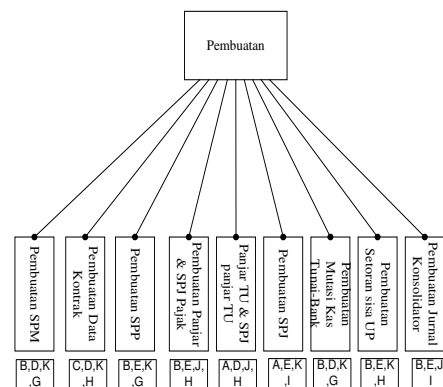 Pembuatan
Pembuatan SPM
Pembuatan Data
Kontrak
Pembuatan SPP
Pembuatan Panjar
& SPJ Pajak
Panjar TU & SPJ
panjar TU
Pembuatan SPJ
Pembuatan
Mutasi Kas
Tunai-Bank
Pembuatan
Setoran sisa UP
Pembuatan Jurnal
Konsolidator
B,D,K
,G
C,D,K
,H
B,E,K
,G
B,E,J,
H
A,D,J,
H
A,E,K
,I
B,D,K
,G
B,E,K
,H
B,E,J
,I